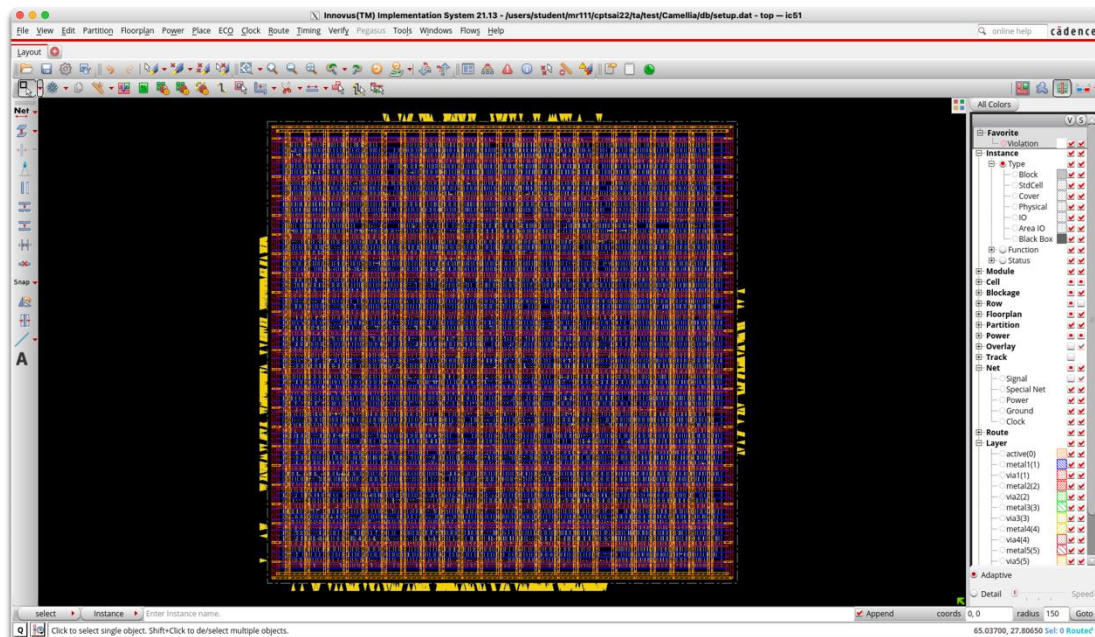 Innovus(TM) Implementation System 21.13 - /users/student/mr111/cptsai22/ta/test/Camellia/db/setup.dat - top — ic51
File View Edit Partition Floorplan Power Place ECO Clock Route Timing Verify Pegasus Tools Windows Flows Help
online help cādence
Layout
Net
Snap
A
All Colors
V S
Favorite
Violation
Instance
Type
Block
StdCell
Cover
Physical
IO
Area IO
Black Box
Function
Status
Module
Cell
Blockage
Row
Floorplan
Partition
Power
Overlay
Track
Net
Signal
Special Net
Power
Ground
Clock
Route
Layer
active(0)
metal1(1)
via1(1)
metal2(2)
via2(2)
metal3(3)
via3(3)
metal4(4)
via4(4)
metal5(5)
via5(5)
Adaptive
Detail Speed
select Instance Enter Instance name. Append coords 0,0 radius 150 Goto
Q Click to select single object. Shift+Click to de/select multiple objects. 65.03700, 27.80650 Sel: 0 Routed